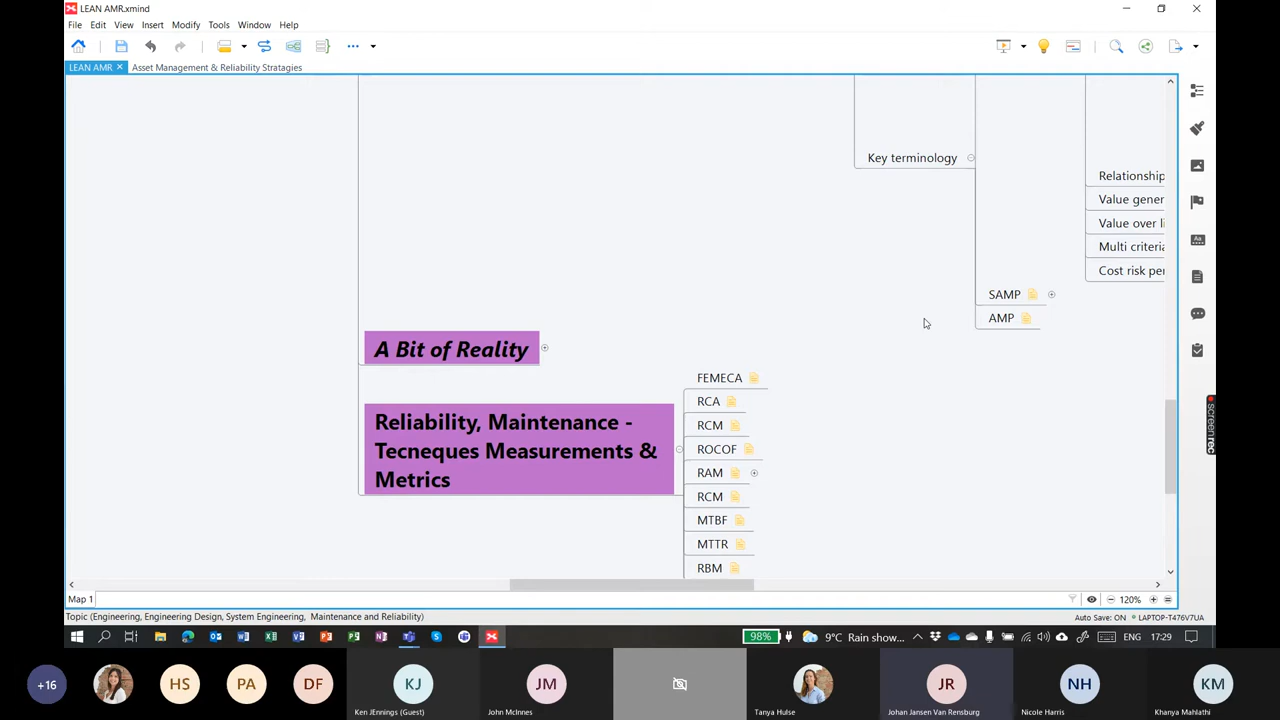 LEAN AMR.xmind
File Edit View Insert Modify Tools Window Help
LEAN AMR Asset Management & Reliability Stratagies
Key terminology
Relationship
Value gener
Value over li
Multi criteria
Cost risk per
SAMP
AMP
A Bit of Reality
Reliability, Maintenance -
Tecneques Measurements &
Metrics
FEMECA
RCA
RCM
ROCOF
RAM
RCM
MTBF
MTTR
RBM
Map 1
120%
Topic (Engineering, Engineering Design, System Engineering, Maintenance and Reliability)
Auto Save: ON LAPTOP-T476V7UA
98% 9°C Rain show... ENG 17:29
screenrec
+16 HS PA DF KJ JM JR NH KM
Ken JEnnings (Guest) John McInnes Tanya Hulse Johan Jansen Van Rensburg Nicole Harris Khanya Mahlathi